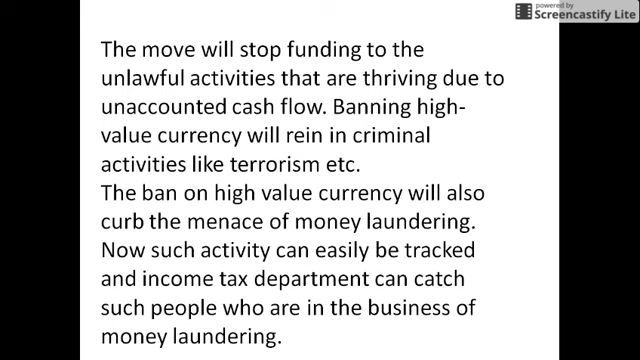 powered by
Screencastify Lite
The move will stop funding to the
unlawful activities that are thriving due to
unaccounted cash flow. Banning high-
value currency will rein in criminal
activities like terrorism etc.
The ban on high value currency will also
curb the menace of money laundering.
Now such activity can easily be tracked
and income tax department can catch
such people who are in the business of
money laundering.